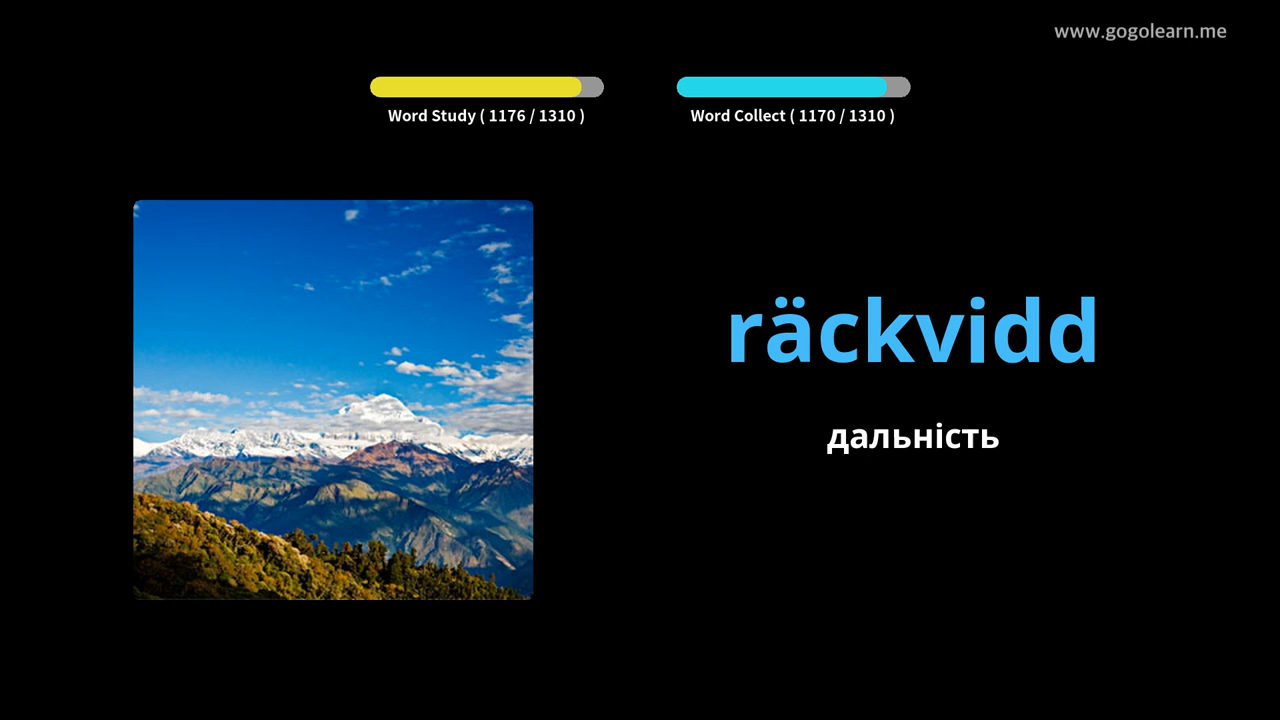 www.gogolearn.me
Word Study ( 1176 / 1310 )
Word Collect ( 1170 / 1310 )
räckvidd
дальність